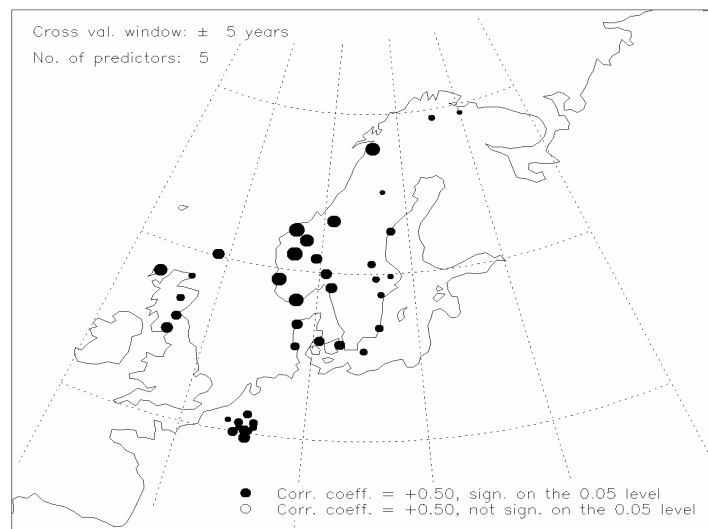 Cross val. window: ± 5 years
No. of predictors: 5
Corr. coeff. = +0.50, sign. on the 0.05 level
Corr. coeff. = +0.50, not sign. on the 0.05 level